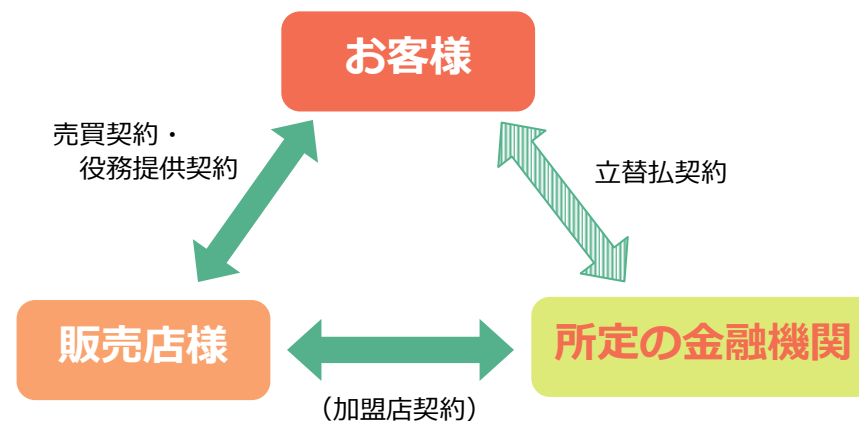 お客様
売買契約・
役務提供契約
立替払契約
販売店様
所定の金融機関
（加盟店契約）